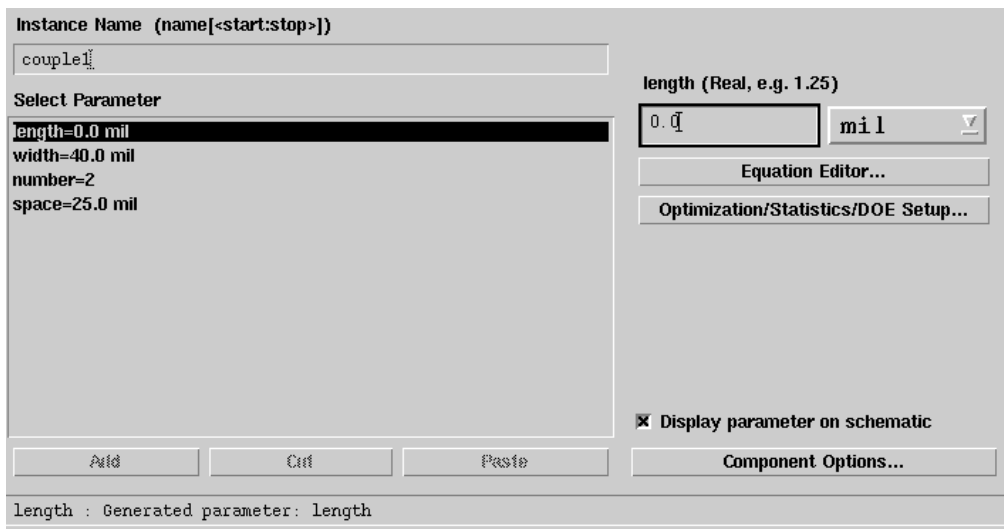 Instance Name (name[<start:stop>])
couple1
Select Parameter
length=0.0 mil
width=40.0 mil
number=2
space=25.0 mil
length (Real, e.g. 1.25)
0.0 mil
Equation Editor...
Optimization/Statistics/DOE Setup...
Display parameter on schematic
Add Cut Paste
Component Options...
length : Generated parameter: length